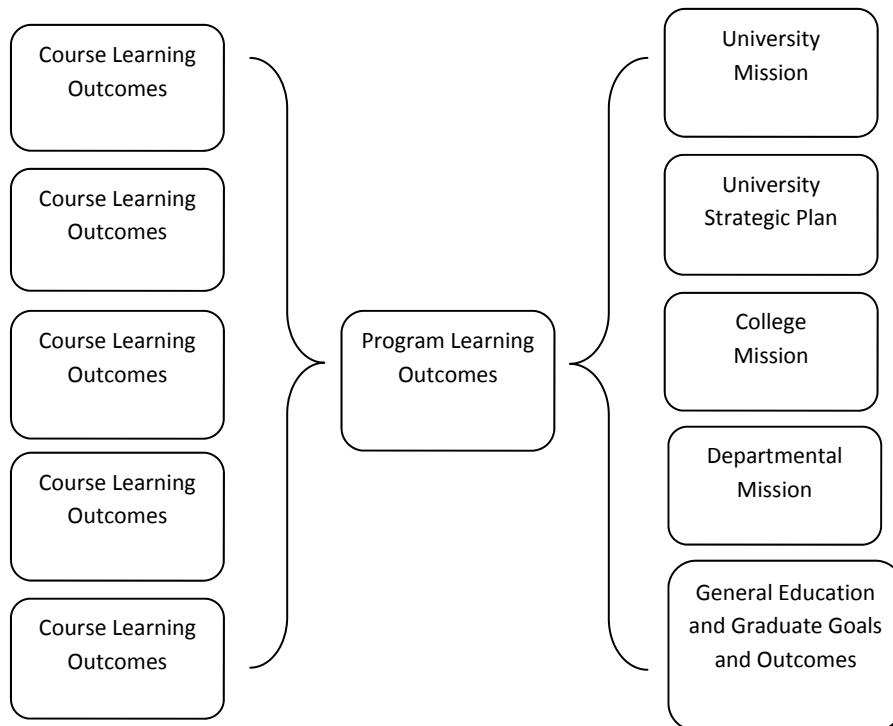 Course Learning
Outcomes
Course Learning
Outcomes
Course Learning
Outcomes
Course Learning
Outcomes
Course Learning
Outcomes
Program Learning
Outcomes
University
Mission
University
Strategic Plan
College
Mission
Departmental
Mission
General Education
and Graduate Goals
and Outcomes